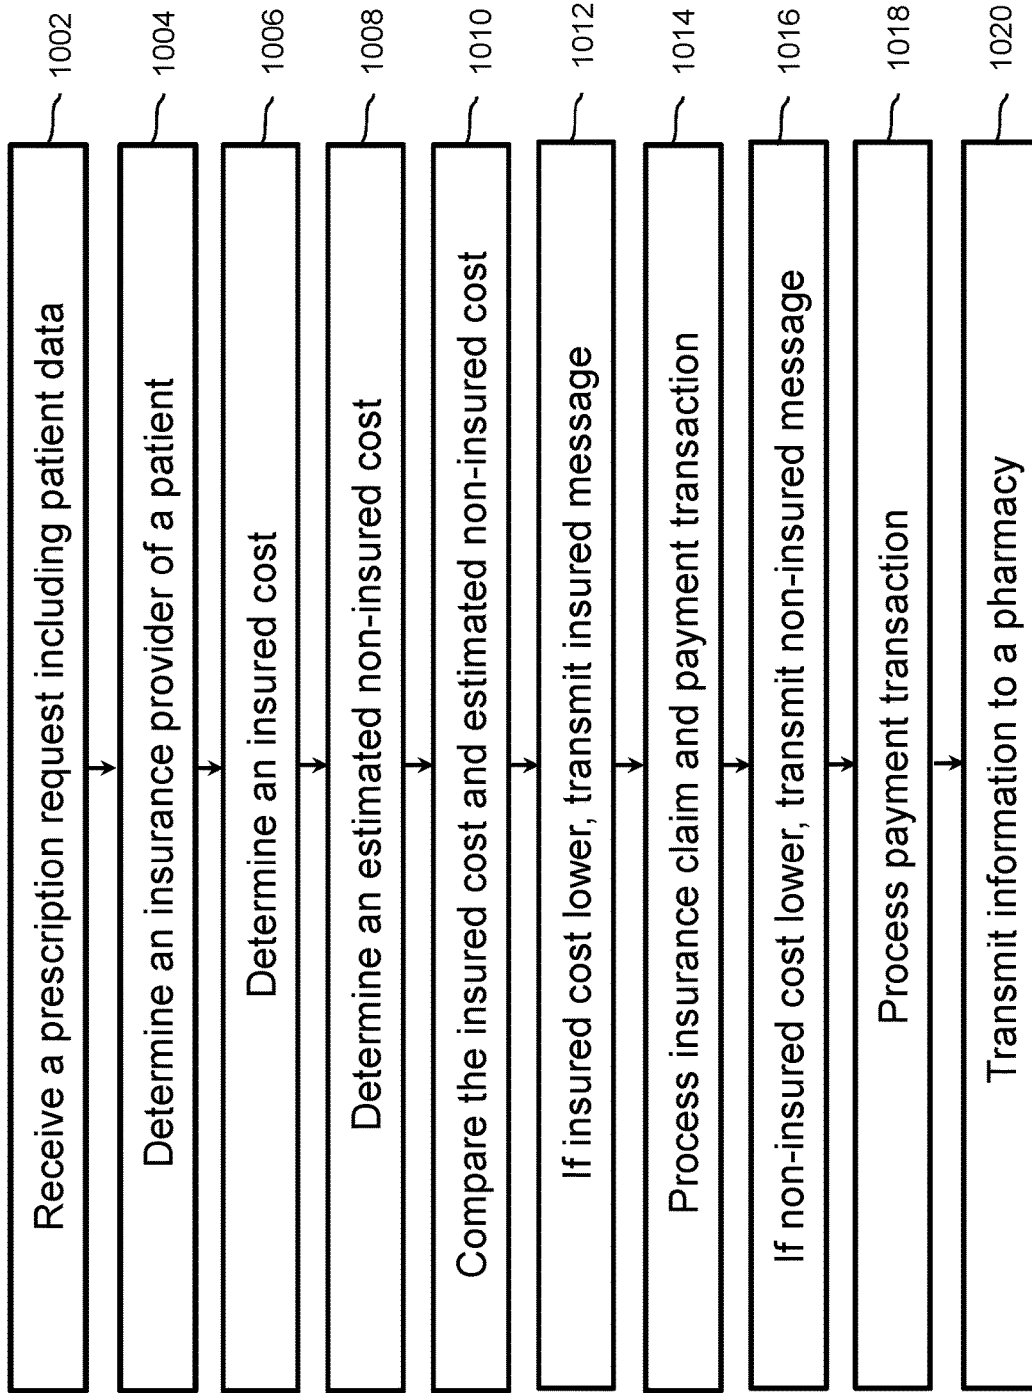 Receive a prescription request including patient data
1002
Determine an insurance provider of a patient
1004
Determine an insured cost
1006
Determine an estimated non-insured cost
1008
Compare the insured cost and estimated non-insured cost
1010
If insured cost lower, transmit insured message
1012
Process insurance claim and payment transaction
1014
If non-insured cost lower, transmit non-insured message
1016
Process payment transaction
1018
Transmit information to a pharmacy
1020